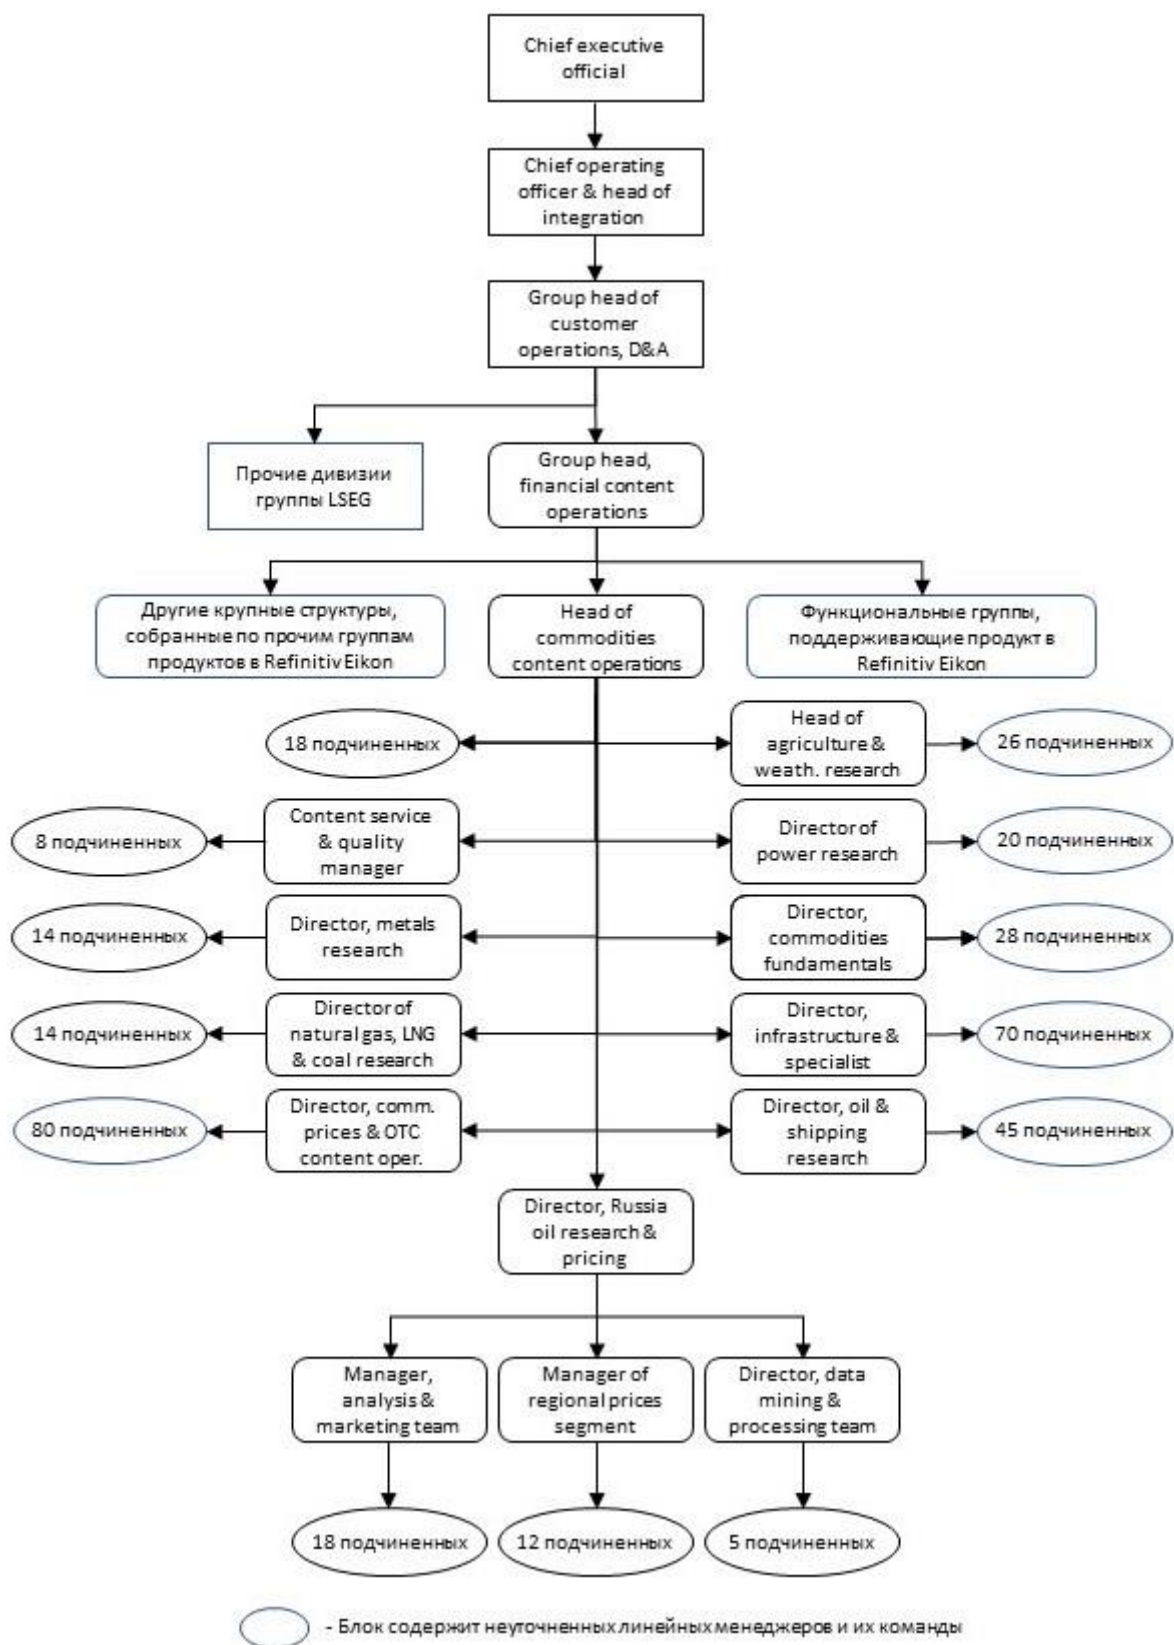 Chief executive
official
Chief operating
officer & head of
integration
Group head of
customer
operations, D&A
Прочие дивизии
группы LSEG
Group head,
financial content
operations
Другие крупные структуры,
собранные по прочим группам
продуктов в Refinitiv Eikon
Head of
commodities
content operations
Функциональные группы,
поддерживающие продукт в
Refinitiv Eikon
18 подчиненных
Head of
agriculture &
weath. research
26 подчиненных
8 подчиненных
Content service
& quality
manager
Director of
power research
20 подчиненных
14 подчиненных
Director, metals
research
Director,
commodities
fundamentals
28 подчиненных
14 подчиненных
Director of
natural gas, LNG
& coal research
Director,
infrastructure &
specialist
70 подчиненных
80 подчиненных
Director, comm.
prices & OTC
content oper.
Director, oil &
shipping
research
45 подчиненных
Director, Russia
oil research &
pricing
Manager,
analysis &
marketing team
Manager of
regional prices
segment
Director, data
mining &
processing team
18 подчиненных
12 подчиненных
5 подчиненных
- Блок содержит неуточненных линейных менеджеров и их команды